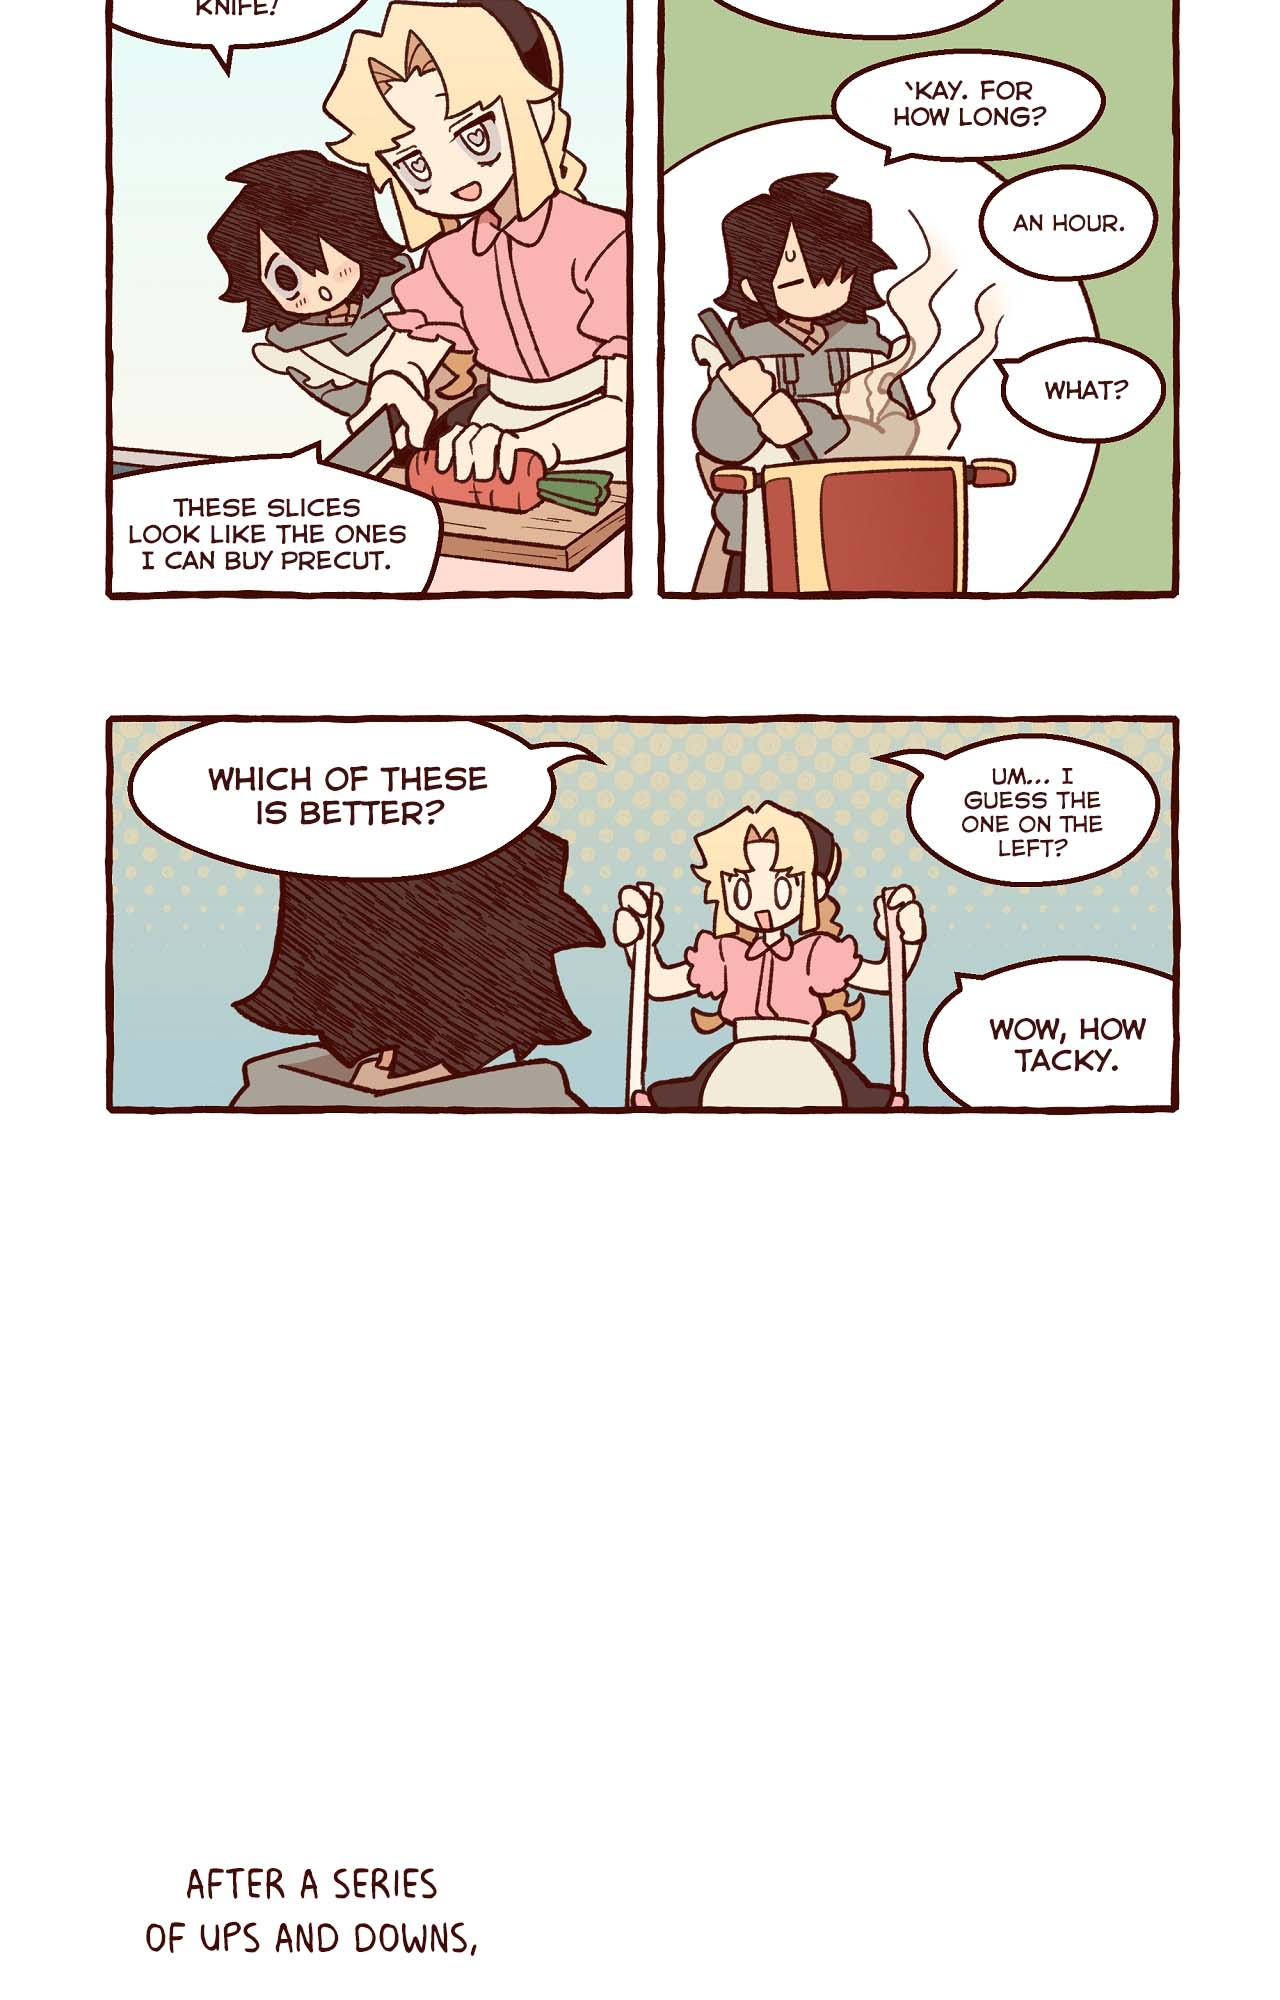 KNIFE!
THESE SLICES
LOOK LIKE THE ONES
I CAN BUY PRECUT.
'KAY. FOR
HOW LONG?
AN HOUR.
WHAT?
WHICH OF THESE
IS BETTER?
UM... I
GUESS THE
ONE ON THE
LEFT?
WOW, HOW
TACKY.
AFTER A SERIES
OF UPS AND DOWNS,